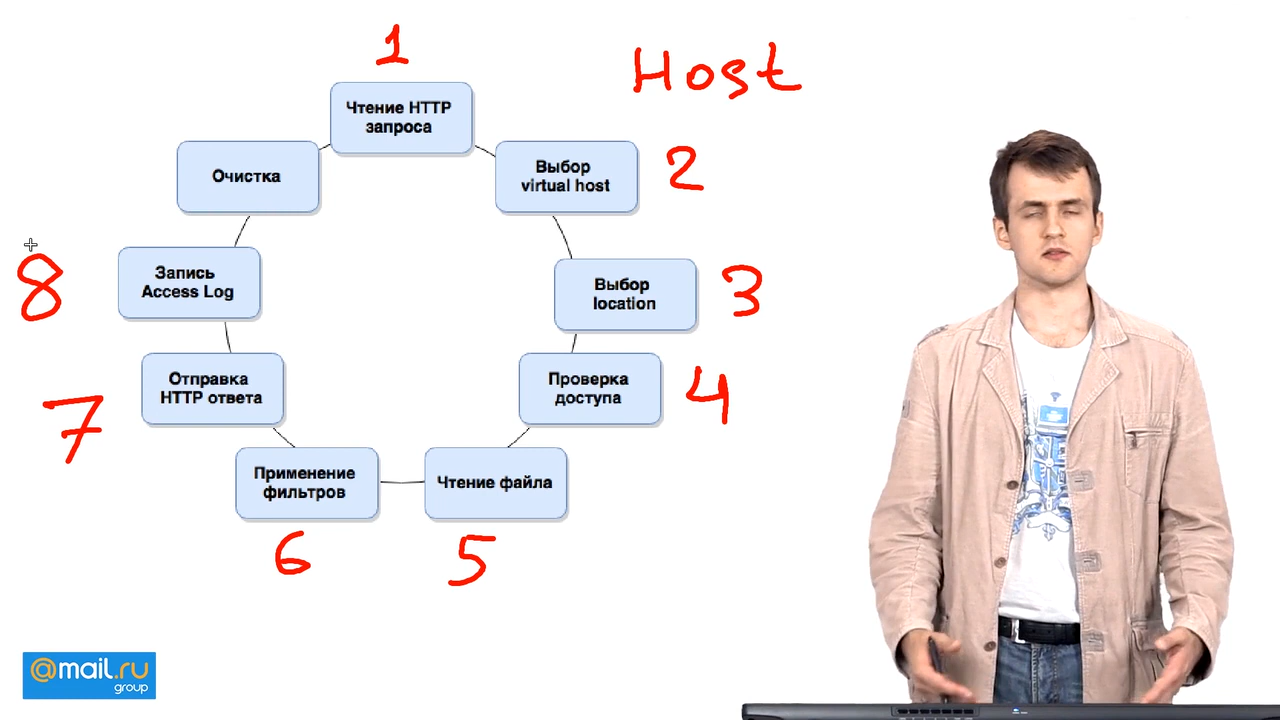 1
Host
Чтение HTTP
запроса
Выбор
virtual host
2
Выбор
location
3
Проверка
доступа
4
Чтение файла
5
Применение
фильтров
6
Отправка
HTTP ответа
7
Запись
Access Log
8
Очистка
@mail.ru
group